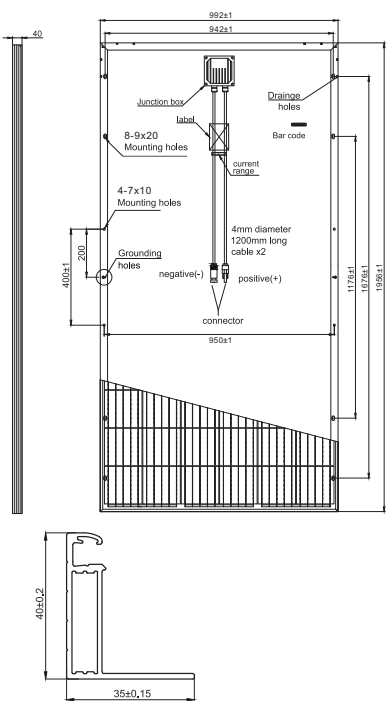 992±1
942±1
40
Junction box
Drainge
holes
label
Bar code
8-9x20
Mounting holes
current
range
4-7x10
Mounting holes
4mm diameter
1200mm long
cable x2
200
400±1
Grounding
holes
negative(-)
positive(+)
connector
950±1
1176±1
1676±1
1956±1
40±0.2
35±0.15